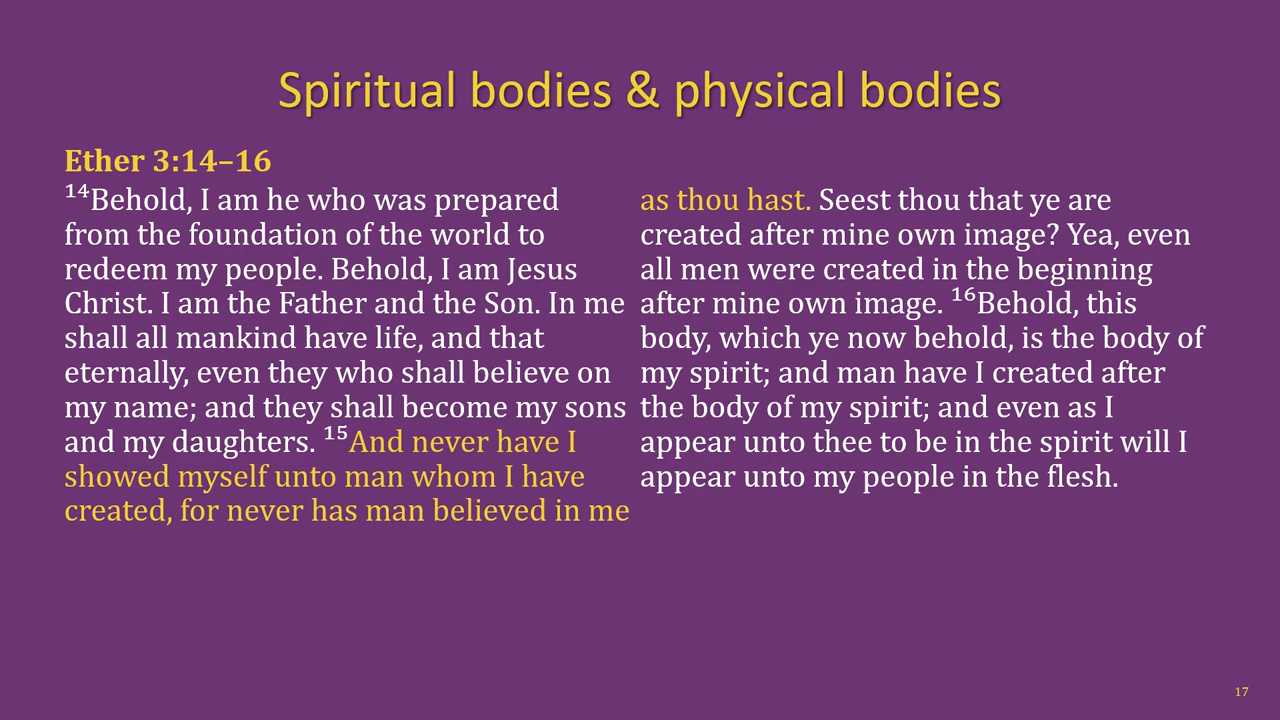 Spiritual bodies & physical bodies
Ether 3:14–16
¹⁴Behold, I am he who was prepared
from the foundation of the world to
redeem my people. Behold, I am Jesus
Christ. I am the Father and the Son. In me
shall all mankind have life, and that
eternally, even they who shall believe on
my name; and they shall become my sons
and my daughters. ¹⁵And never have I
showed myself unto man whom I have
created, for never has man believed in me
as thou hast. Seest thou that ye are
created after mine own image? Yea, even
all men were created in the beginning
after mine own image. ¹⁶Behold, this
body, which ye now behold, is the body of
my spirit; and man have I created after
the body of my spirit; and even as I
appear unto thee to be in the spirit will I
appear unto my people in the flesh.
17